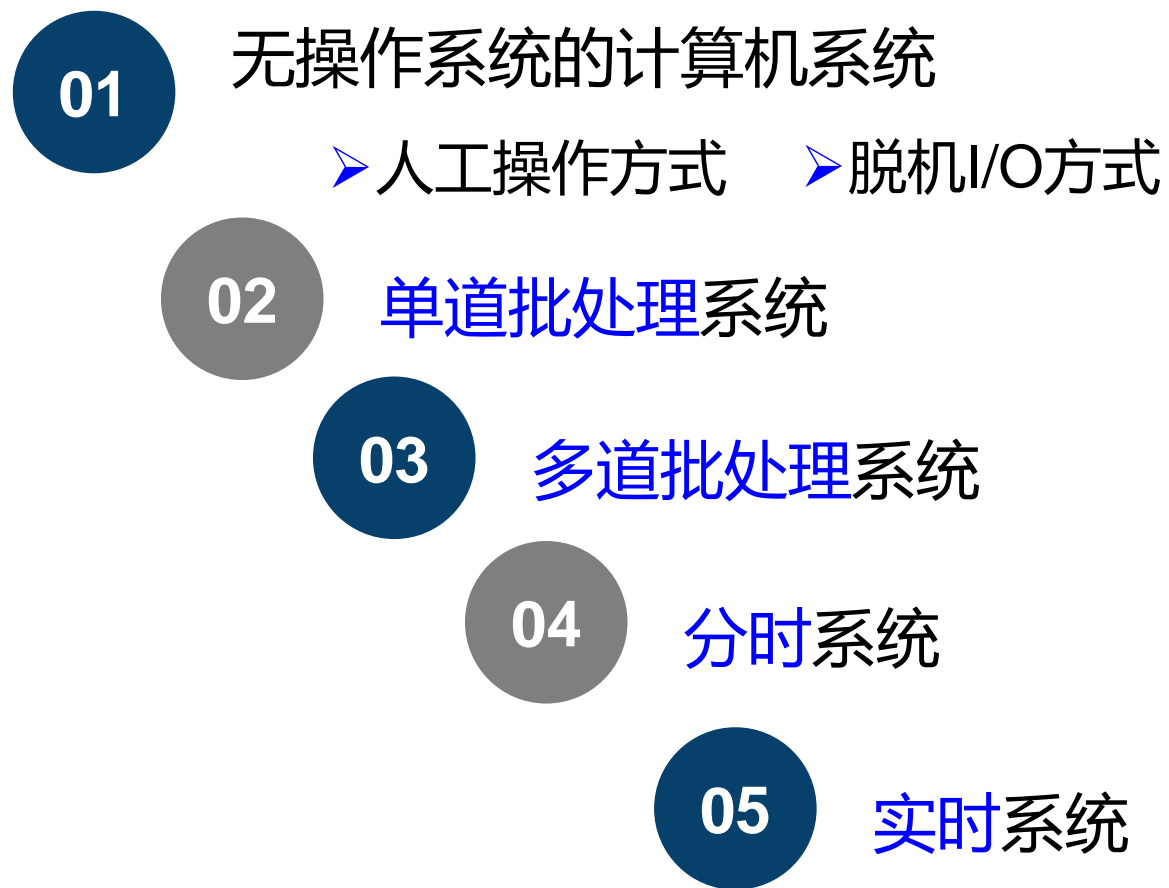 01 无操作系统的计算机系统
➢人工操作方式 ➢脱机I/O方式
02 单道批处理系统
03 多道批处理系统
04 分时系统
05 实时系统